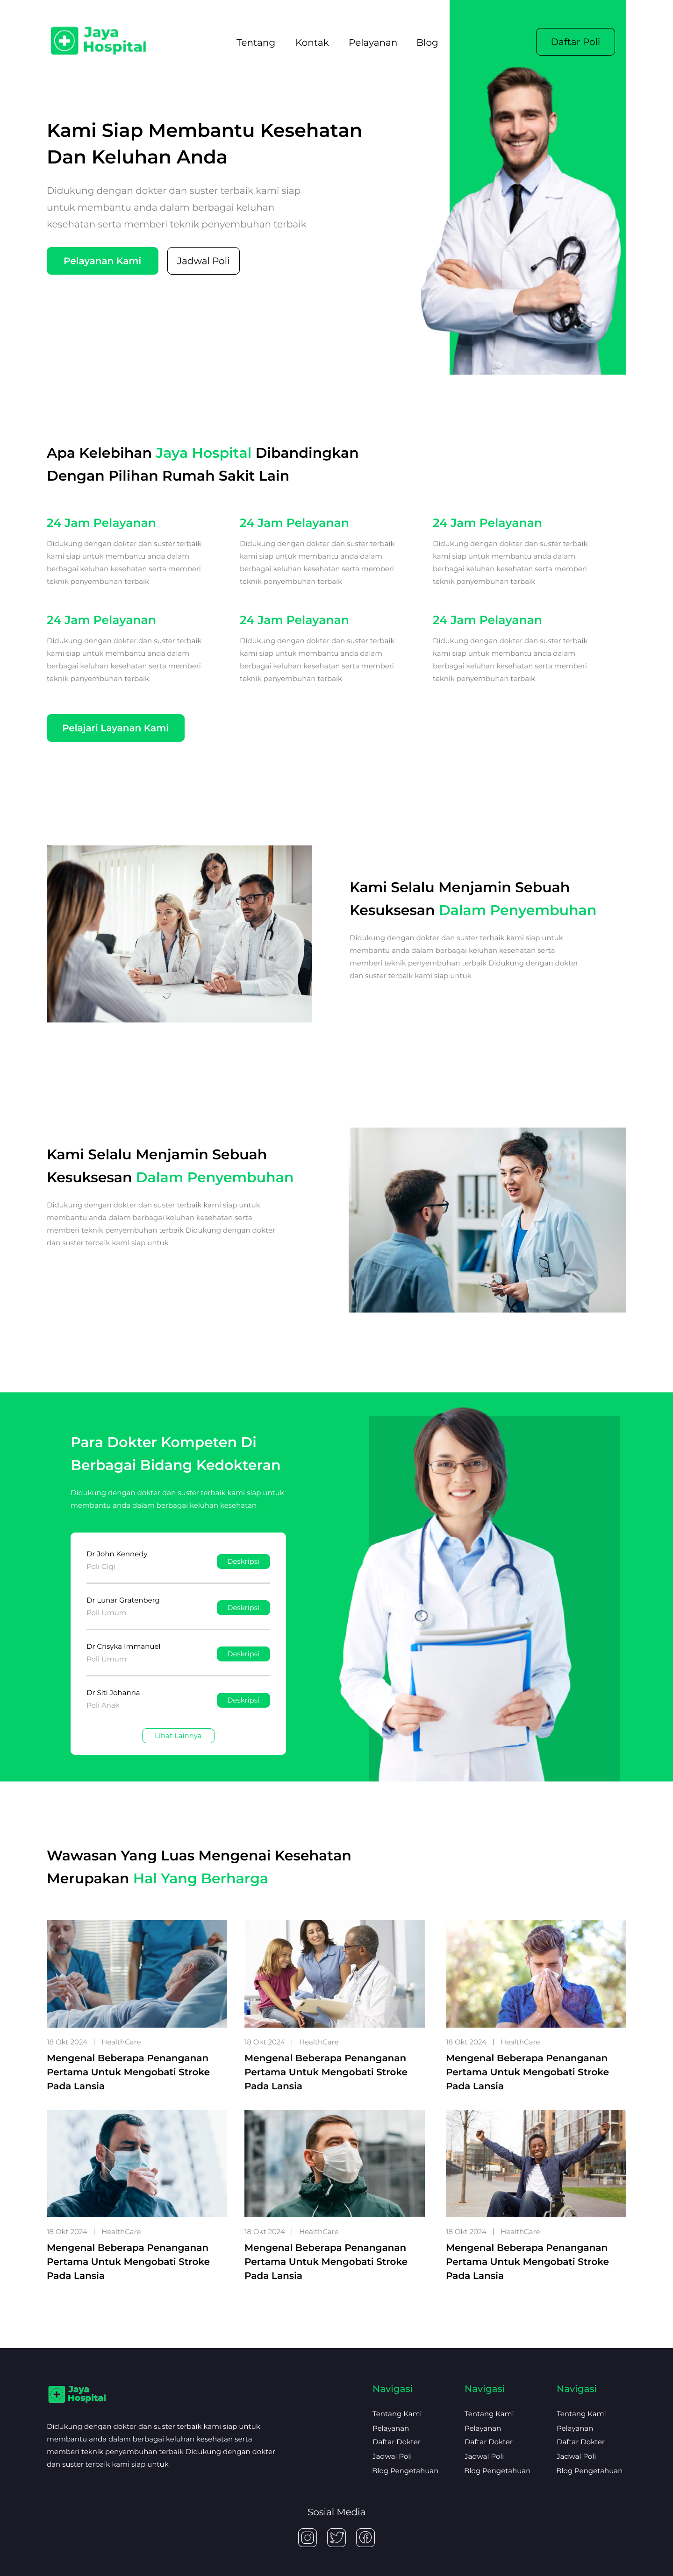 Jaya
Hospital
Tentang
Kontak
Pelayanan
Blog
Daftar Poli
Kami Siap Membantu Kesehatan
Dan Keluhan Anda
Didukung dengan dokter dan suster terbaik kami siap
untuk membantu anda dalam berbagai keluhan
kesehatan serta memberi teknik penyembuhan terbaik
Pelayanan Kami
Jadwal Poli
Apa Kelebihan Jaya Hospital Dibandingkan
Dengan Pilihan Rumah Sakit Lain
24 Jam Pelayanan
Didukung dengan dokter dan suster terbaik
kami siap untuk membantu anda dalam
berbagai keluhan kesehatan serta memberi
teknik penyembuhan terbaik
24 Jam Pelayanan
Didukung dengan dokter dan suster terbaik
kami siap untuk membantu anda dalam
berbagai keluhan kesehatan serta memberi
teknik penyembuhan terbaik
24 Jam Pelayanan
Didukung dengan dokter dan suster terbaik
kami siap untuk membantu anda dalam
berbagai keluhan kesehatan serta memberi
teknik penyembuhan terbaik
24 Jam Pelayanan
Didukung dengan dokter dan suster terbaik
kami siap untuk membantu anda dalam
berbagai keluhan kesehatan serta memberi
teknik penyembuhan terbaik
24 Jam Pelayanan
Didukung dengan dokter dan suster terbaik
kami siap untuk membantu anda dalam
berbagai keluhan kesehatan serta memberi
teknik penyembuhan terbaik
24 Jam Pelayanan
Didukung dengan dokter dan suster terbaik
kami siap untuk membantu anda dalam
berbagai keluhan kesehatan serta memberi
teknik penyembuhan terbaik
Pelajari Layanan Kami
Kami Selalu Menjamin Sebuah
Kesuksesan Dalam Penyembuhan
Didukung dengan dokter dan suster terbaik kami siap untuk
membantu anda dalam berbagai keluhan kesehatan serta
memberi teknik penyembuhan terbaik Didukung dengan dokter
dan suster terbaik kami siap untuk
Kami Selalu Menjamin Sebuah
Kesuksesan Dalam Penyembuhan
Didukung dengan dokter dan suster terbaik kami siap untuk
membantu anda dalam berbagai keluhan kesehatan serta
memberi teknik penyembuhan terbaik Didukung dengan dokter
dan suster terbaik kami siap untuk
Para Dokter Kompeten Di
Berbagai Bidang Kedokteran
Didukung dengan dokter dan suster terbaik kami siap untuk
membantu anda dalam berbagai keluhan kesehatan
Dr John Kennedy
Poli Gigi
Deskripsi
Dr Lunar Gratenberg
Poli Umum
Deskripsi
Dr Crisyka Immanuel
Poli Umum
Deskripsi
Dr Siti Johanna
Poli Anak
Deskripsi
Lihat Lainnya
Wawasan Yang Luas Mengenai Kesehatan
Merupakan Hal Yang Berharga
18 Okt 2024 | HealthCare
Mengenal Beberapa Penanganan
Pertama Untuk Mengobati Stroke
Pada Lansia
18 Okt 2024 | HealthCare
Mengenal Beberapa Penanganan
Pertama Untuk Mengobati Stroke
Pada Lansia
18 Okt 2024 | HealthCare
Mengenal Beberapa Penanganan
Pertama Untuk Mengobati Stroke
Pada Lansia
18 Okt 2024 | HealthCare
Mengenal Beberapa Penanganan
Pertama Untuk Mengobati Stroke
Pada Lansia
18 Okt 2024 | HealthCare
Mengenal Beberapa Penanganan
Pertama Untuk Mengobati Stroke
Pada Lansia
18 Okt 2024 | HealthCare
Mengenal Beberapa Penanganan
Pertama Untuk Mengobati Stroke
Pada Lansia
Jaya
Hospital
Didukung dengan dokter dan suster terbaik kami siap untuk
membantu anda dalam berbagai keluhan kesehatan serta
memberi teknik penyembuhan terbaik Didukung dengan dokter
dan suster terbaik kami siap untuk
Navigasi
Tentang Kami
Pelayanan
Daftar Dokter
Jadwal Poli
Blog Pengetahuan
Navigasi
Tentang Kami
Pelayanan
Daftar Dokter
Jadwal Poli
Blog Pengetahuan
Navigasi
Tentang Kami
Pelayanan
Daftar Dokter
Jadwal Poli
Blog Pengetahuan
Sosial Media